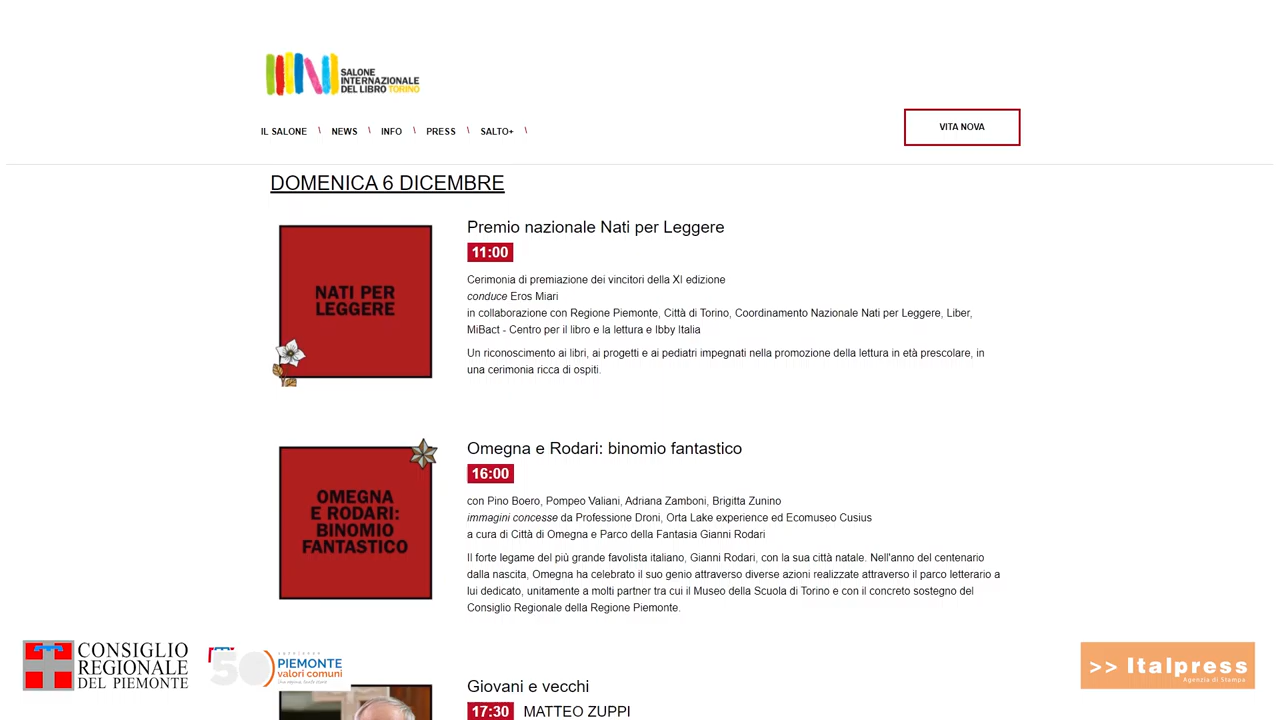 SALONE
INTERNAZIONALE
DEL LIBRO TORINO
IL SALONE \ NEWS \ INFO \ PRESS \ SALTO+ \
VITA NOVA
DOMENICA 6 DICEMBRE
NATI PER
LEGGERE
Premio nazionale Nati per Leggere
11:00
Cerimonia di premiazione dei vincitori della XI edizione
conduce Eros Miari
in collaborazione con Regione Piemonte, Città di Torino, Coordinamento Nazionale Nati per Leggere, Liber,
MiBact - Centro per il libro e la lettura e Ibby Italia
Un riconoscimento ai libri, ai progetti e ai pediatri impegnati nella promozione della lettura in età prescolare, in
una cerimonia ricca di ospiti.
OMEGNA
E RODARI:
BINOMIO
FANTASTICO
Omegna e Rodari: binomio fantastico
16:00
con Pino Boero, Pompeo Valiani, Adriana Zamboni, Brigitta Zunino
immagini concesse da Professione Droni, Orta Lake experience ed Ecomuseo Cusius
a cura di Città di Omegna e Parco della Fantasia Gianni Rodari
Il forte legame del più grande favolista italiano, Gianni Rodari, con la sua città natale. Nell'anno del centenario
dalla nascita, Omegna ha celebrato il suo genio attraverso diverse azioni realizzate attraverso il parco letterario a
lui dedicato, unitamente a molti partner tra cui il Museo della Scuola di Torino e con il concreto sostegno del
Consiglio Regionale della Regione Piemonte.
Giovani e vecchi
17:30 MATTEO ZUPPI
CONSIGLIO
REGIONALE
DEL PIEMONTE
50
PIEMONTE
valori comuni
>> Italpress
Agenzia di Stampa